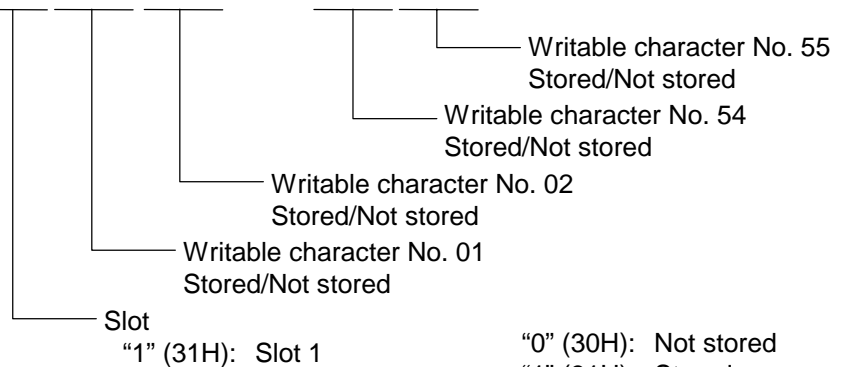 Writable character No. 55
Stored/Not stored
Writable character No. 54
Stored/Not stored
Writable character No. 02
Stored/Not stored
Writable character No. 01
Stored/Not stored
Slot
“1” (31H): Slot 1
“0” (30H): Not stored